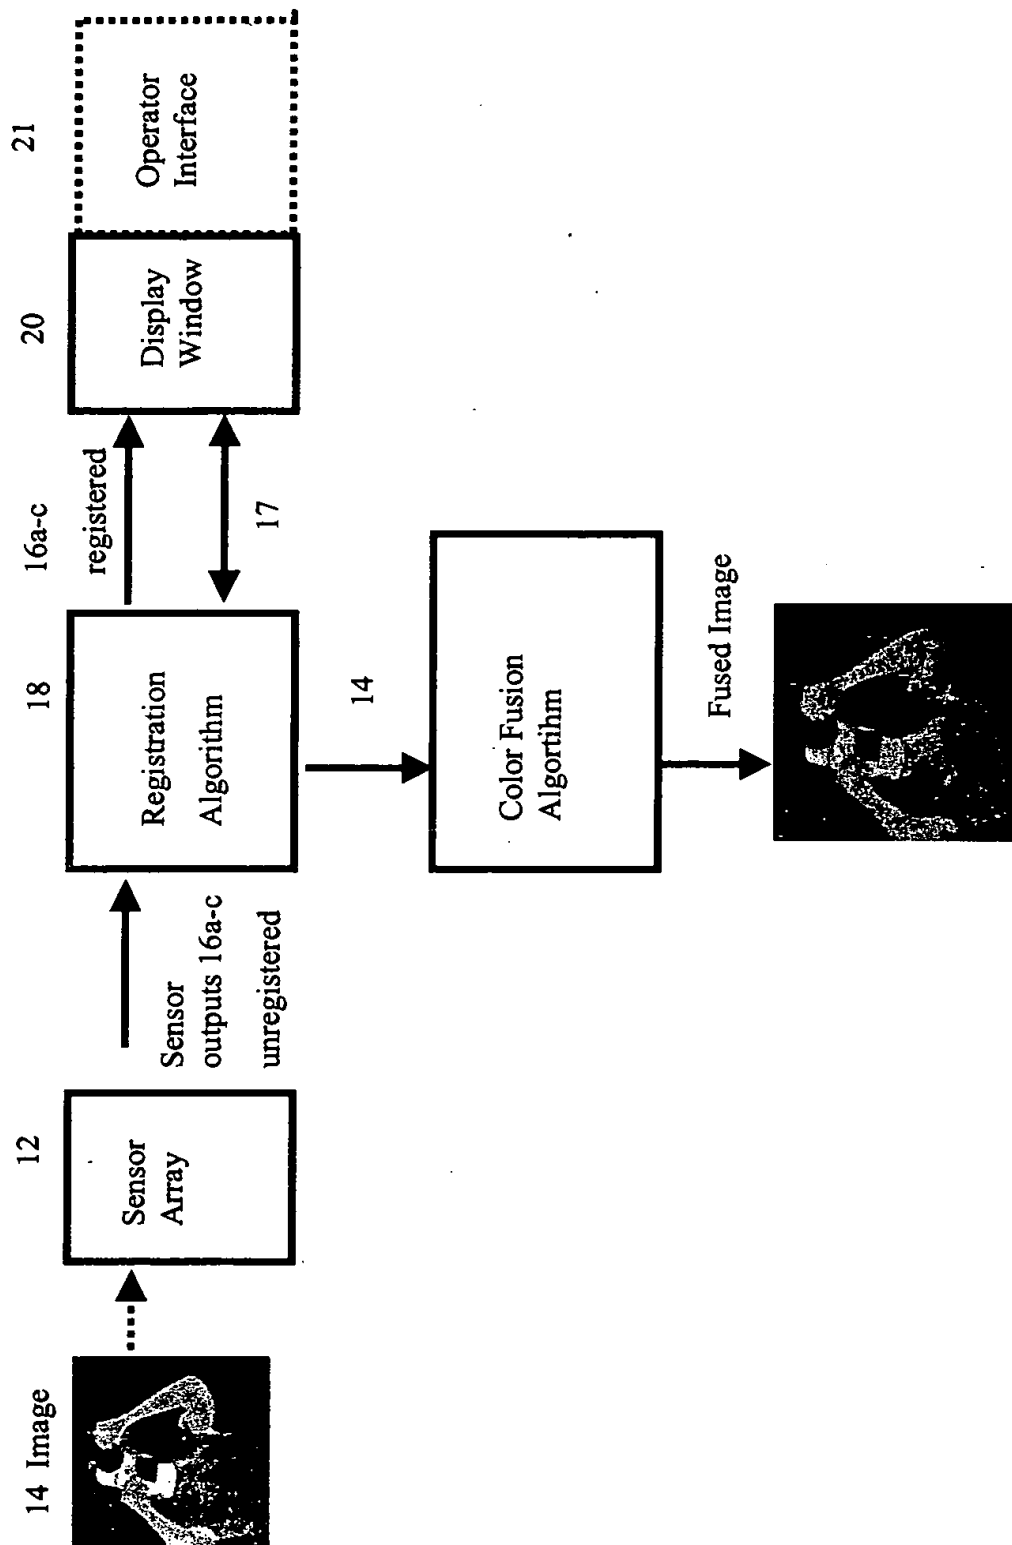 14 Image
12
Sensor
Array
Sensor
outputs 16a-c
unregistered
18
Registration
Algorithm
16a-c
registered
17
20
Display
Window
21
Operator
Interface
14
Color Fusion
Algortihm
Fused Image